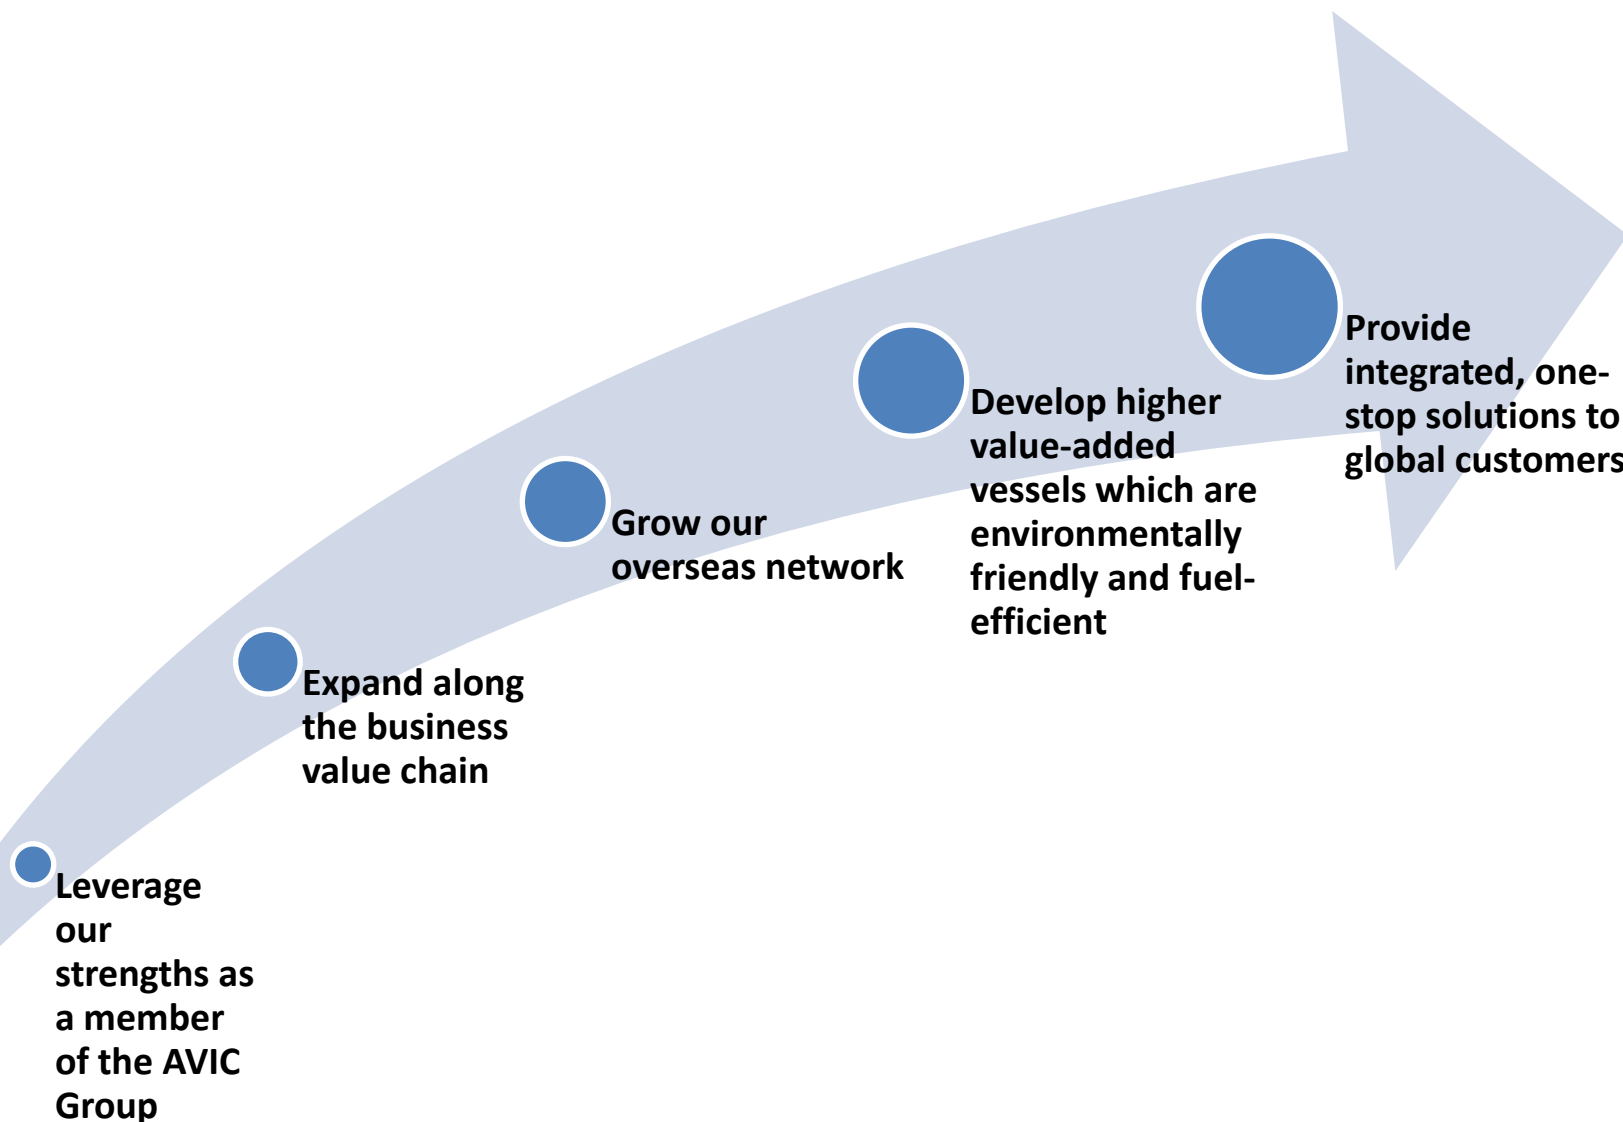 Leverage
our
strengths as
a member
of the AVIC
Group
Expand along
the business
value chain
Grow our
overseas network
Develop higher
value-added
vessels which are
environmentally
friendly and fuel-
efficient
Provide
integrated, one-
stop solutions to
global customers